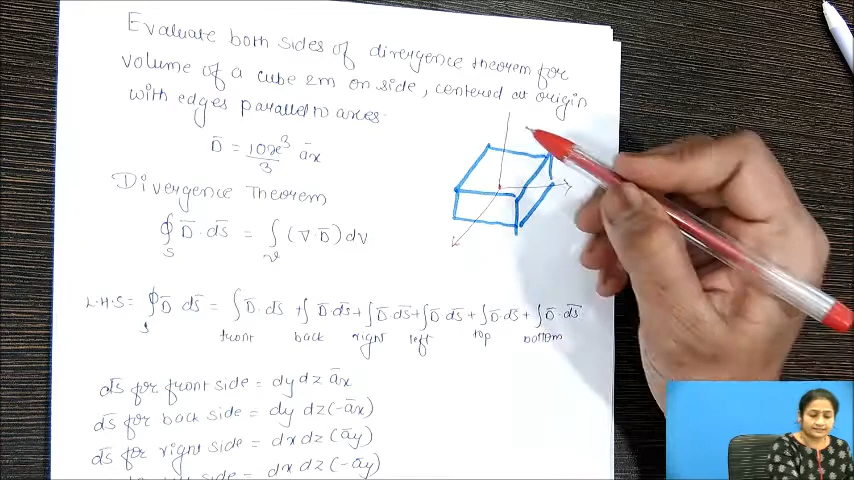 Evaluate both sides of divergence theorem for
volume of a cube 2m on side, centered at origin
with edges parallel to axes.
D̄ = 10x³/3 āx
Divergence Theorem
∮s D̄ · ds̄ = ∫v (∇ · D̄) dv
L.H.S = ∮s D̄ ds̄ = ∫ D̄ · ds̄ + ∫ D̄ · ds̄ + ∫ D̄ · ds̄ + ∫ D̄ · ds̄ + ∫ D̄ · ds̄ + ∫ D̄ · ds̄
front back right left top bottom
ds̄ for front side = dy dz āx
ds̄ for back side = dy dz (-āx)
ds̄ for right side = dx dz (āy)
side = dx dz (-āy)